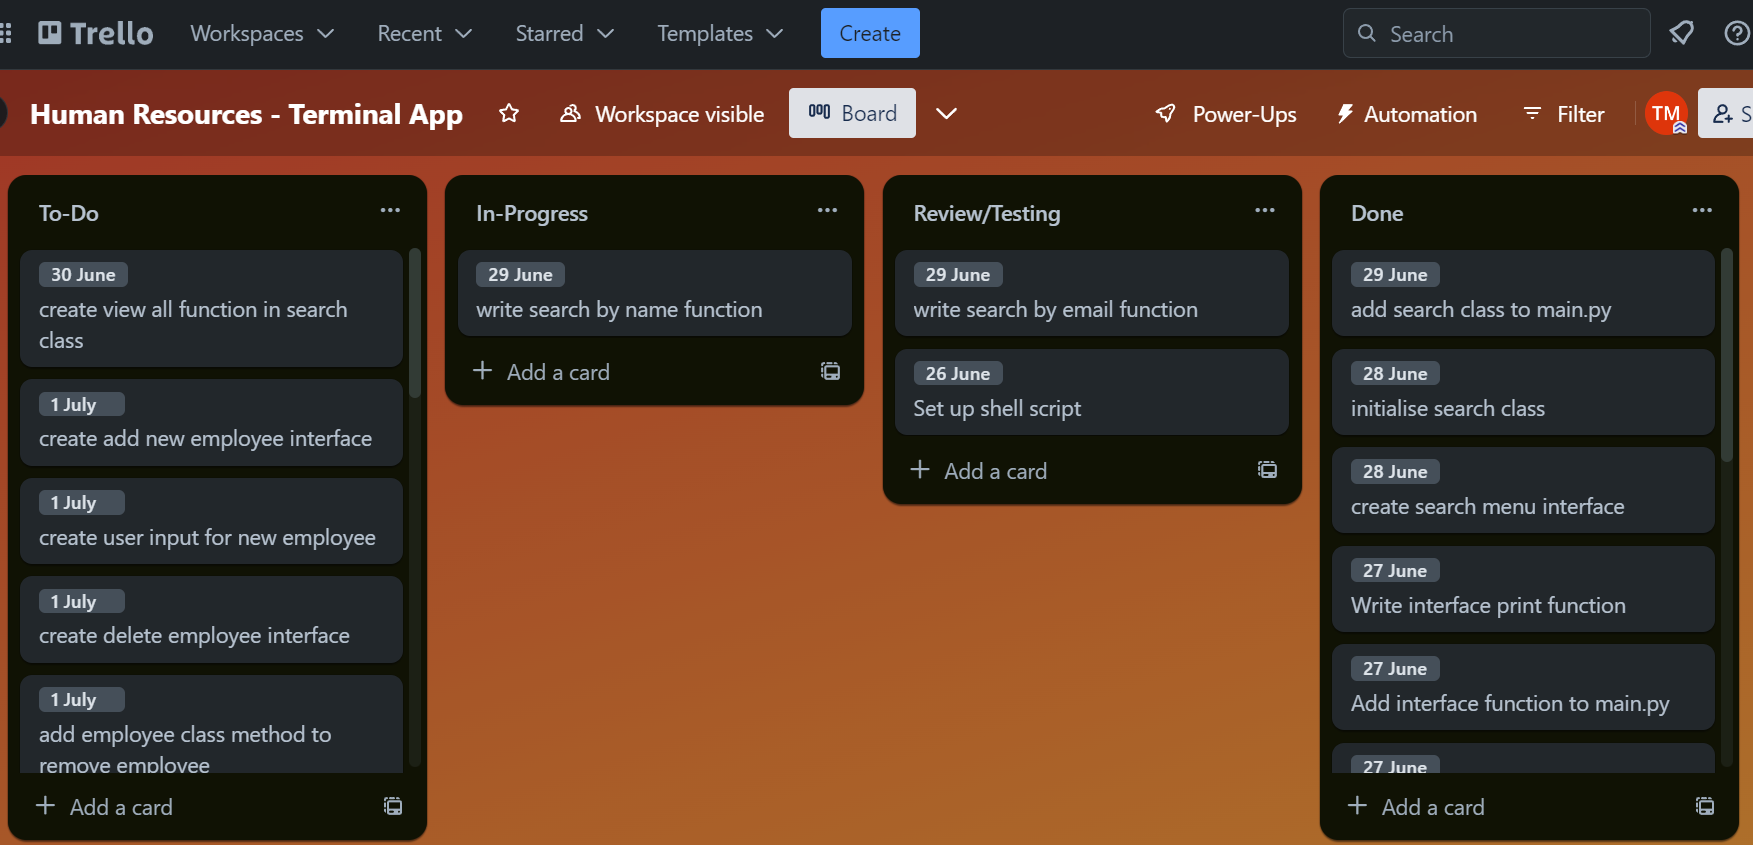 Trello
Workspaces
Recent
Starred
Templates
Create
Search
Human Resources - Terminal App
Workspace visible
Board
Power-Ups
Automation
Filter
TM
S
To-Do
30 June
create view all function in search
class
1 July
create add new employee interface
1 July
create user input for new employee
1 July
create delete employee interface
1 July
add employee class method to
remove employee
Add a card
In-Progress
29 June
write search by name function
Add a card
Review/Testing
29 June
write search by email function
26 June
Set up shell script
Add a card
Done
29 June
add search class to main.py
28 June
initialise search class
28 June
create search menu interface
27 June
Write interface print function
27 June
Add interface function to main.py
27 June
Add a card